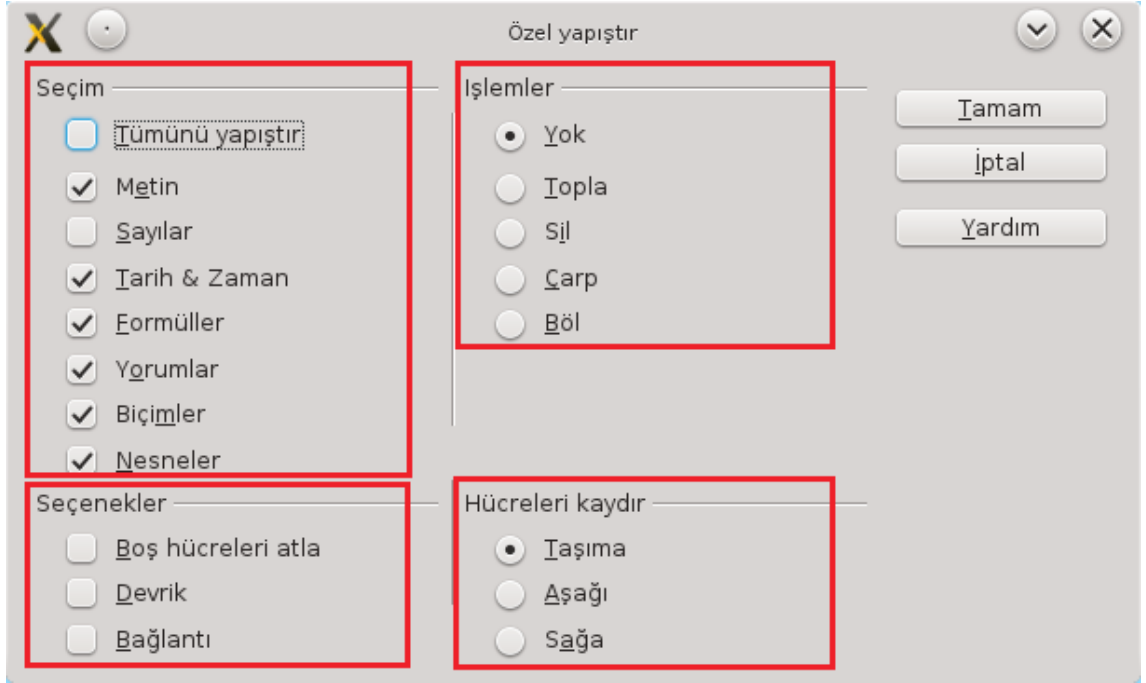 Özel yapıştır
Seçim
Tümünü yapıştır
Metin
Sayılar
Tarih & Zaman
Formüller
Yorumlar
Biçimler
Nesneler
Seçenekler
Boş hücreleri atla
Devrik
Bağlantı
Işlemler
Yok
Topla
Sil
Çarp
Böl
Hücreleri kaydır
Taşıma
Aşağı
Sağa
Tamam
İptal
Yardım